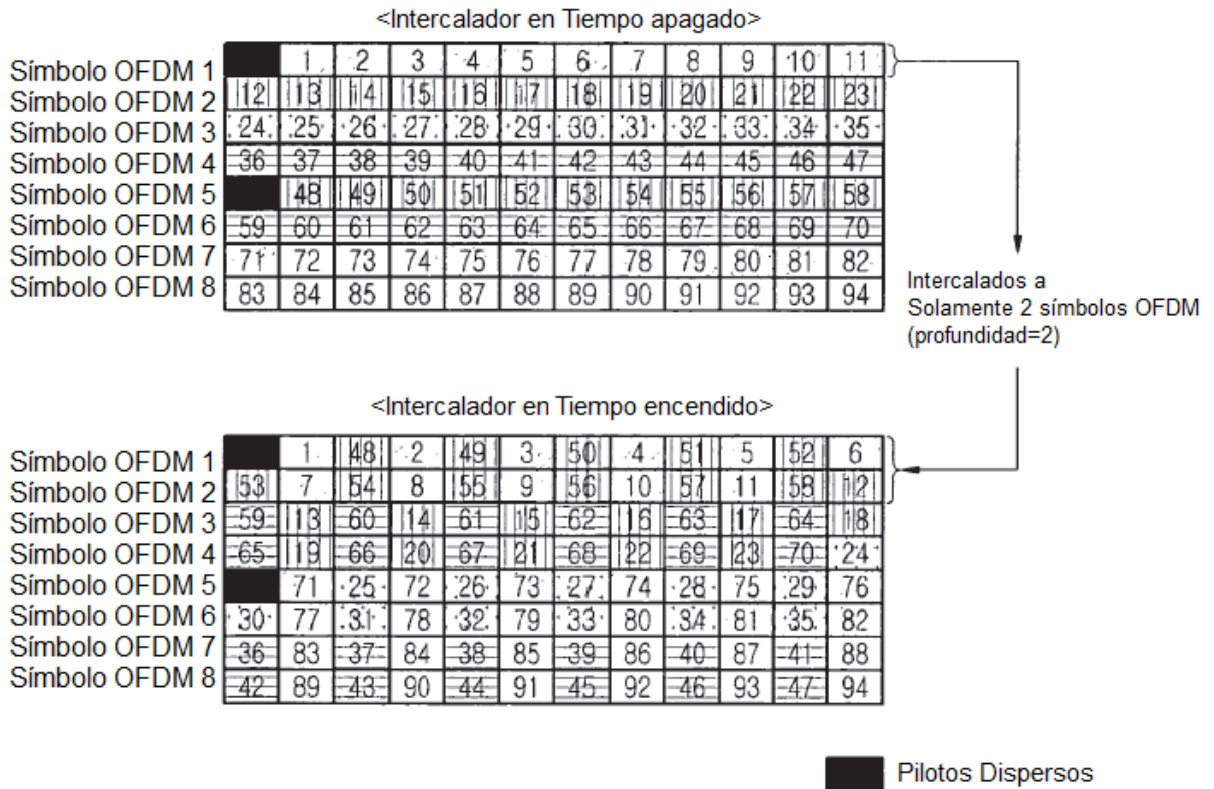 <Intercalador en Tiempo apagado>
Símbolo OFDM 1 1 2 3 4 5 6 7 8 9 10 11
Símbolo OFDM 2 12 13 14 15 16 17 18 19 20 21 22 23
Símbolo OFDM 3 24 25 26 27 28 29 30 31 32 33 34 35
Símbolo OFDM 4 36 37 38 39 40 41 42 43 44 45 46 47
Símbolo OFDM 5 48 49 50 51 52 53 54 55 56 57 58
Símbolo OFDM 6 59 60 61 62 63 64 65 66 67 68 69 70
Símbolo OFDM 7 71 72 73 74 75 76 77 78 79 80 81 82
Símbolo OFDM 8 83 84 85 86 87 88 89 90 91 92 93 94
Intercalados a
Solamente 2 símbolos OFDM
(profundidad=2)
<Intercalador en Tiempo encendido>
Símbolo OFDM 1 1 48 2 49 3 50 4 51 5 52 6
Símbolo OFDM 2 53 7 54 8 55 9 56 10 57 11 58 12
Símbolo OFDM 3 59 13 60 14 61 15 62 16 63 17 64 18
Símbolo OFDM 4 65 19 66 20 67 21 68 22 69 23 70 24
Símbolo OFDM 5 71 25 72 26 73 27 74 28 75 29 76
Símbolo OFDM 6 30 77 31 78 32 79 33 80 34 81 35 82
Símbolo OFDM 7 36 83 37 84 38 85 39 86 40 87 41 88
Símbolo OFDM 8 42 89 43 90 44 91 45 92 46 93 47 94
Pilotos Dispersos